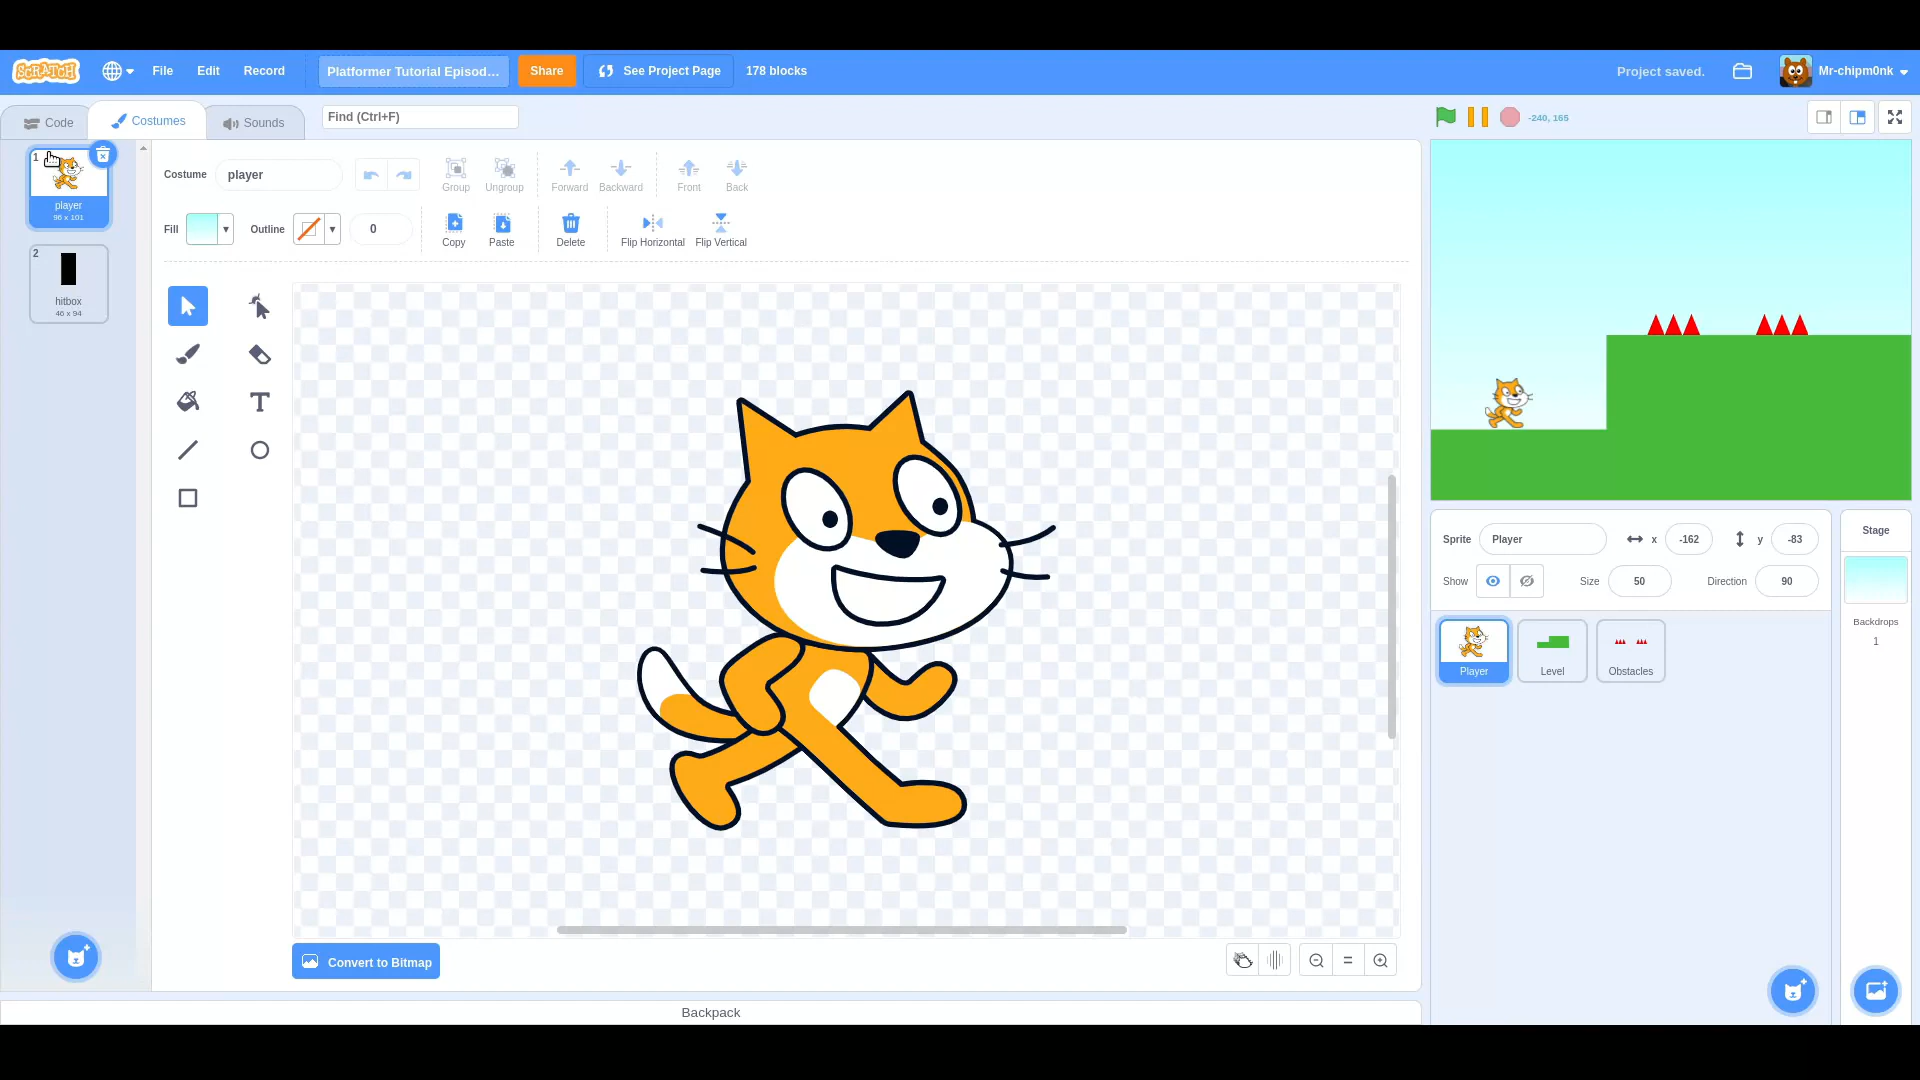 SCRATCH File Edit Record Platformer Tutorial Episod... Share See Project Page 178 blocks Project saved. Mr-chipm0nk
Code Costumes Sounds Find (Ctrl+F) -240, 165
1
player
96 x 101
2
hitbox
46 x 94
Costume player Group Ungroup Forward Backward Front Back
Fill Outline 0 Copy Paste Delete Flip Horizontal Flip Vertical
T
Convert to Bitmap
Backpack
Sprite Player x -162 y -83
Show Size 50 Direction 90
Player Level Obstacles
Stage
Backdrops
1